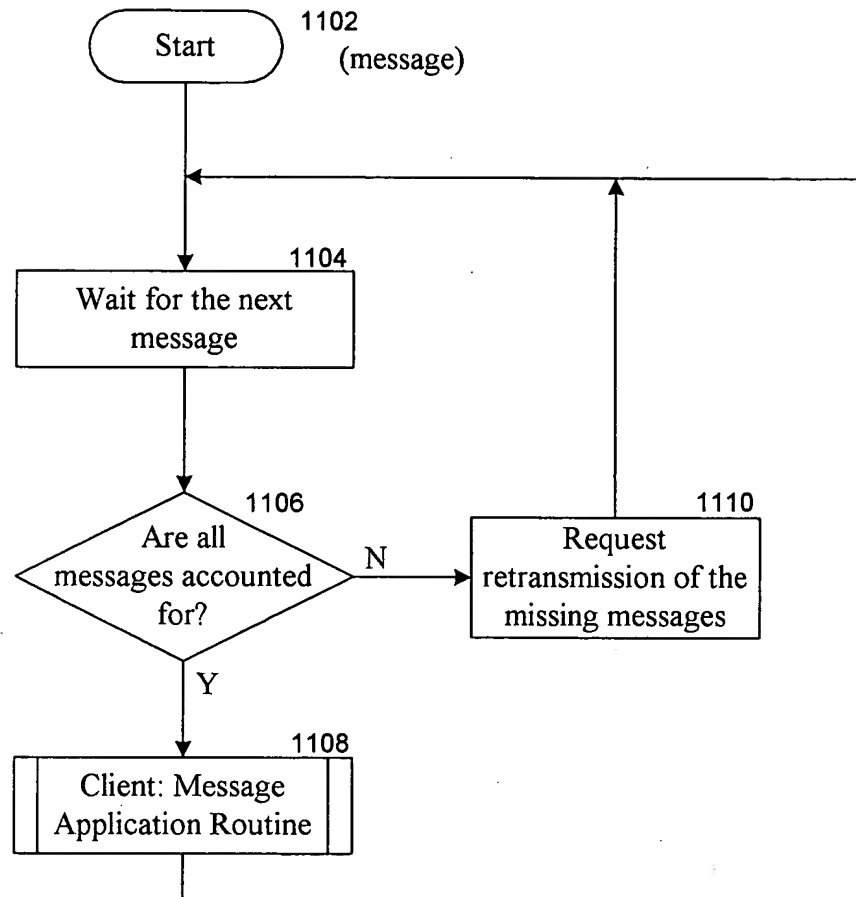 Start
1102
(message)
1104
Wait for the next
message
1106
Are all
messages accounted
for?
N
1110
Request
retransmission of the
missing messages
Y
1108
Client: Message
Application Routine